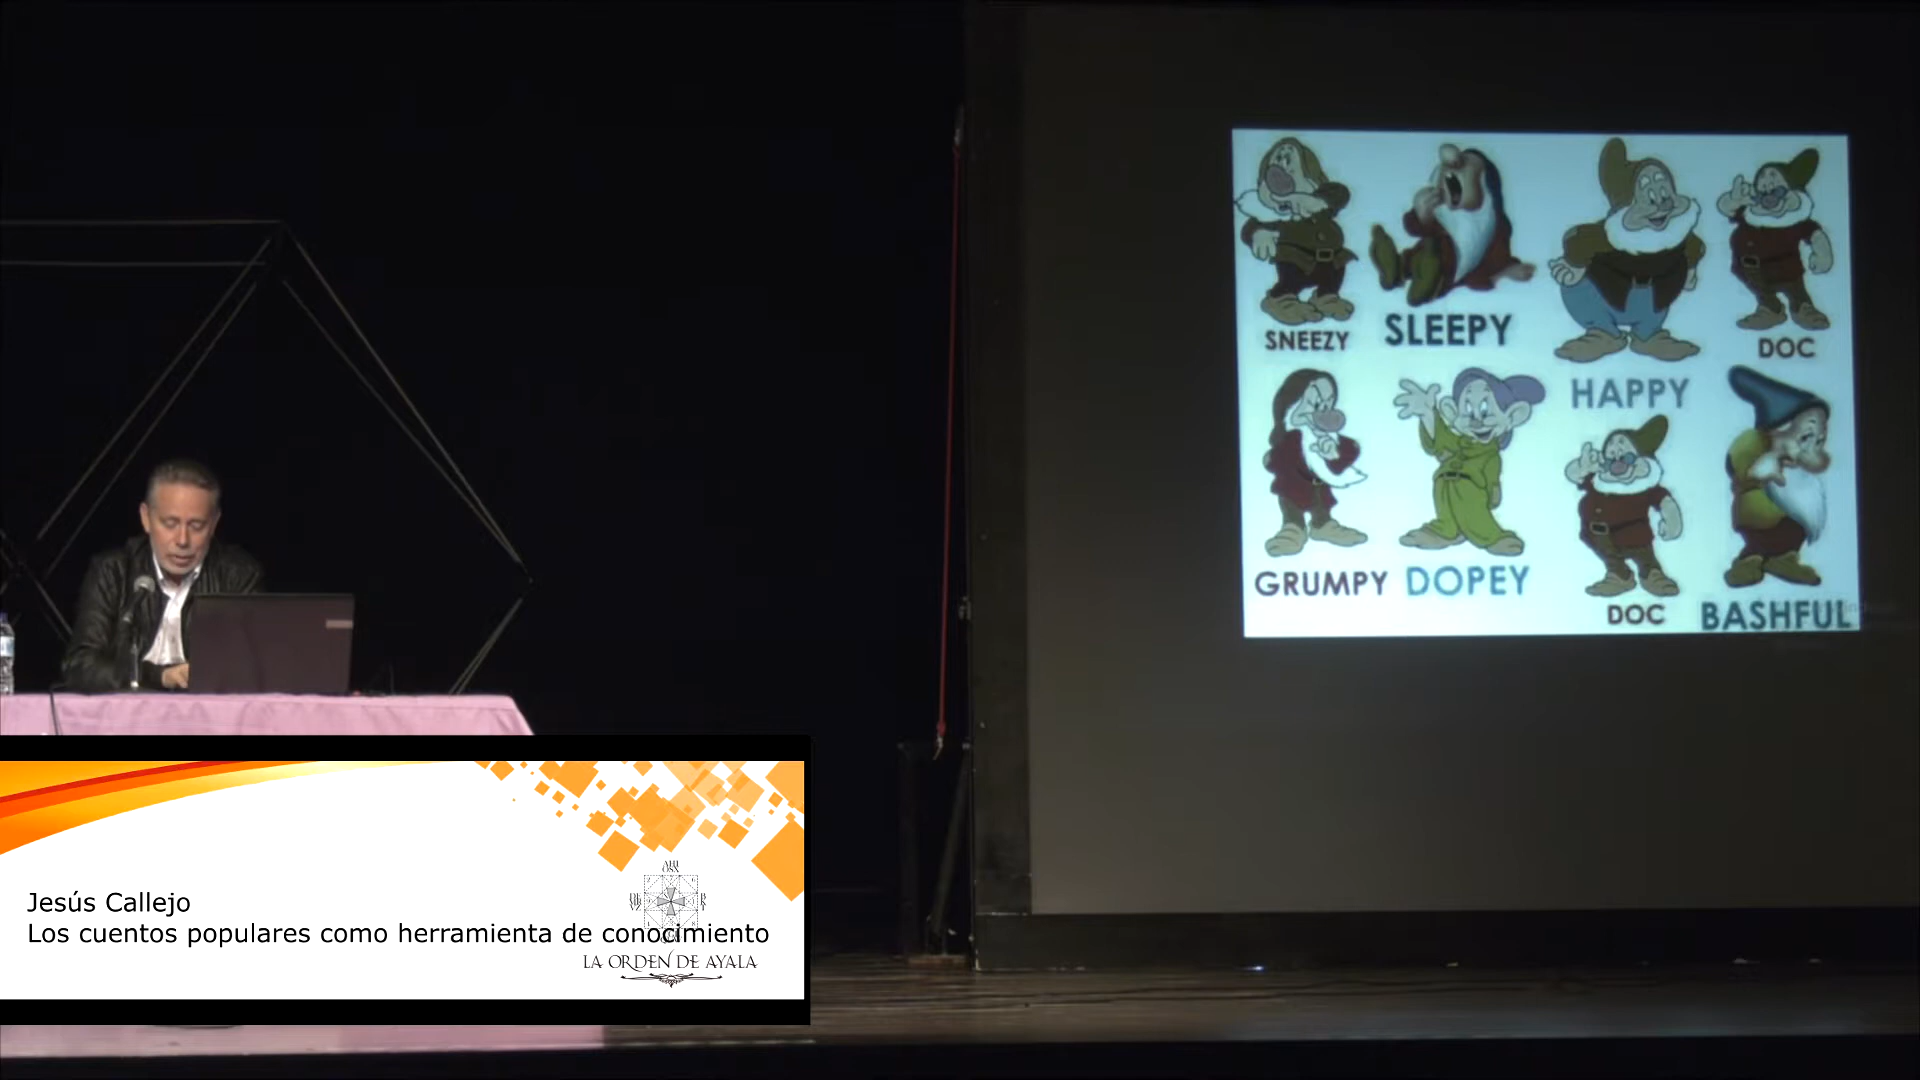 SNEEZY
SLEEPY
HAPPY
DOC
GRUMPY
DOPEY
DOC
BASHFUL
Jesús Callejo
Los cuentos populares como herramienta de conocimiento
LA ORDEN DE AYALA